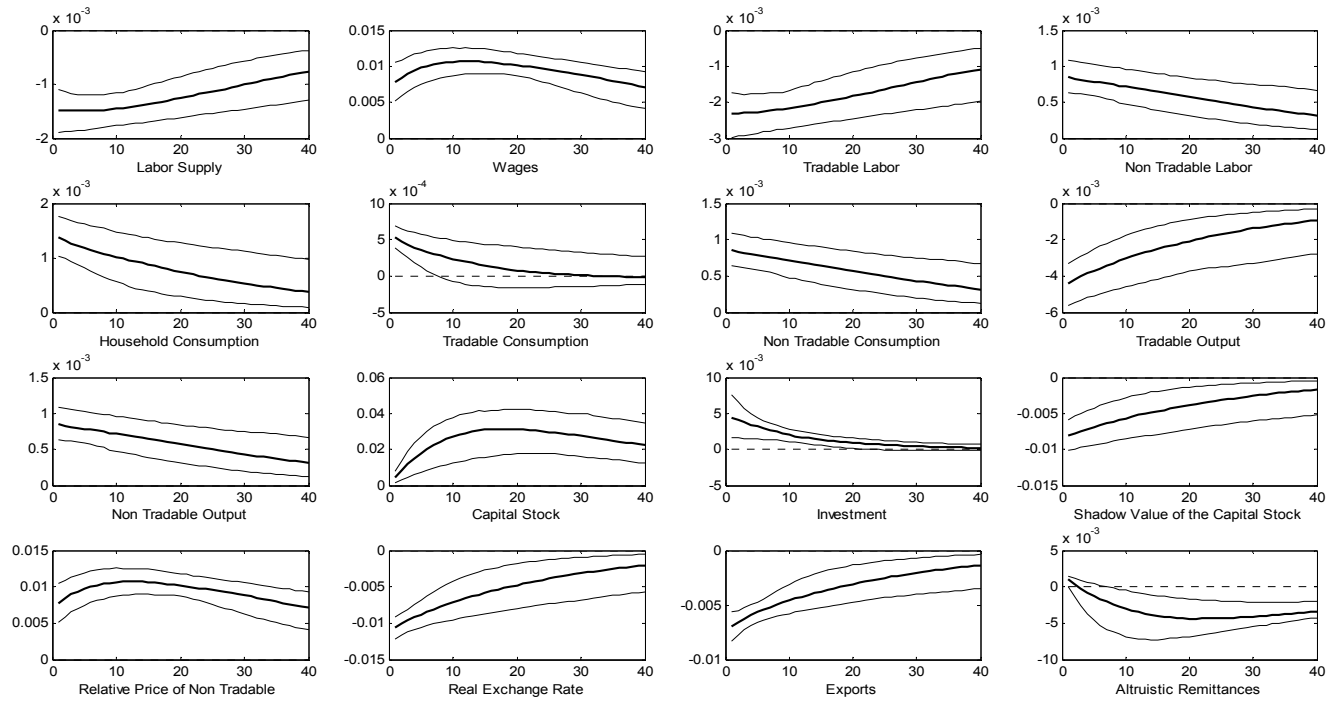 x 10^-3
0
-1
-2
0 10 20 30 40
Labor Supply
0.015
0.01
0.005
0
0 10 20 30 40
Wages
x 10^-3
0
-1
-2
-3
0 10 20 30 40
Tradable Labor
x 10^-3
1.5
1
0.5
0
0 10 20 30 40
Non Tradable Labor
x 10^-3
2
1
0
0 10 20 30 40
Household Consumption
x 10^-4
10
5
0
-5
0 10 20 30 40
Tradable Consumption
x 10^-3
1.5
1
0.5
0
0 10 20 30 40
Non Tradable Consumption
x 10^-3
0
-2
-4
-6
0 10 20 30 40
Tradable Output
x 10^-3
1.5
1
0.5
0
0 10 20 30 40
Non Tradable Output
0.06
0.04
0.02
0
0 10 20 30 40
Capital Stock
x 10^-3
10
5
0
-5
0 10 20 30 40
Investment
0
-0.005
-0.01
-0.015
0 10 20 30 40
Shadow Value of the Capital Stock
0.015
0.01
0.005
0
0 10 20 30 40
Relative Price of Non Tradable
0
-0.005
-0.01
-0.015
0 10 20 30 40
Real Exchange Rate
0
-0.005
-0.01
0 10 20 30 40
Exports
x 10^-3
5
0
-5
-10
0 10 20 30 40
Altruistic Remittances